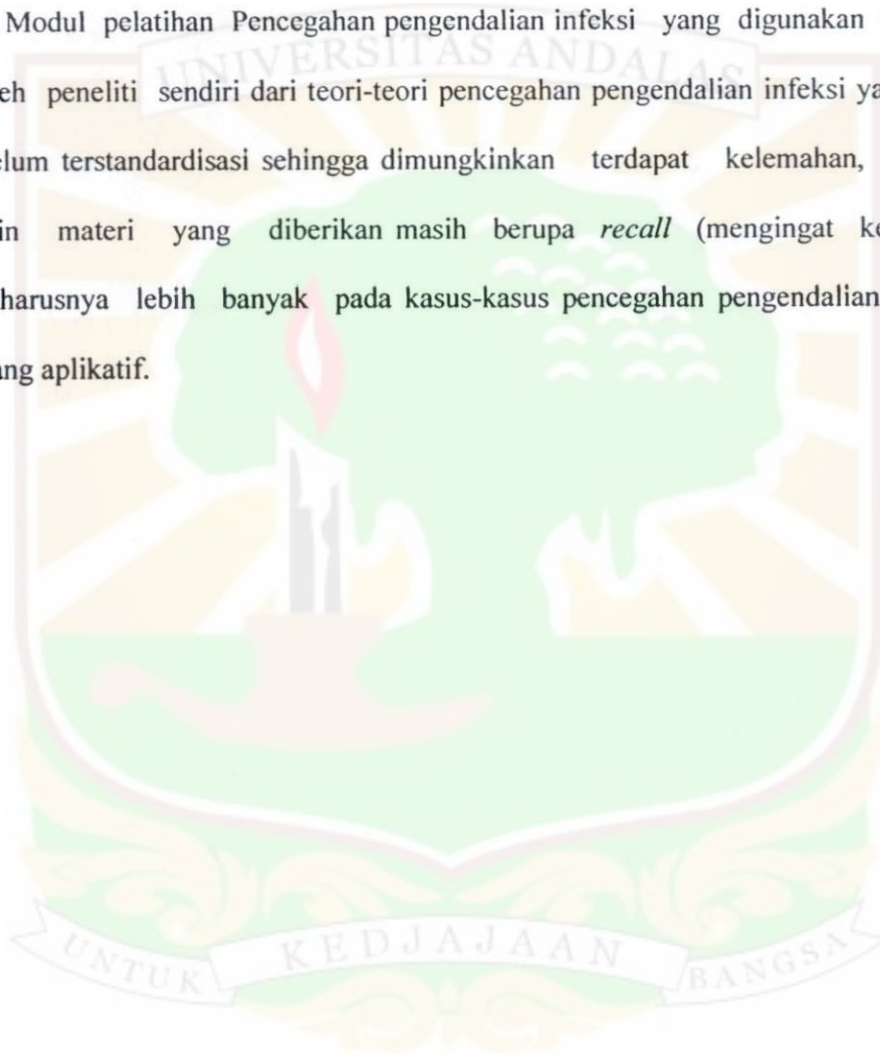 UNIVERSITAS ANDALAS
Modul pelatihan Pencegahan pengendalian infeksi yang digunakan
eh peneliti sendiri dari teori-teori pencegahan pengendalian infeksi ya
lum terstandardisasi sehingga dimungkinkan terdapat kelemahan,
in materi yang diberikan masih berupa recall (mengingat ke
harusnya lebih banyak pada kasus-kasus pencegahan pengendalian
ng aplikatif.
UNTUK KEDJAJAAN BANGSA